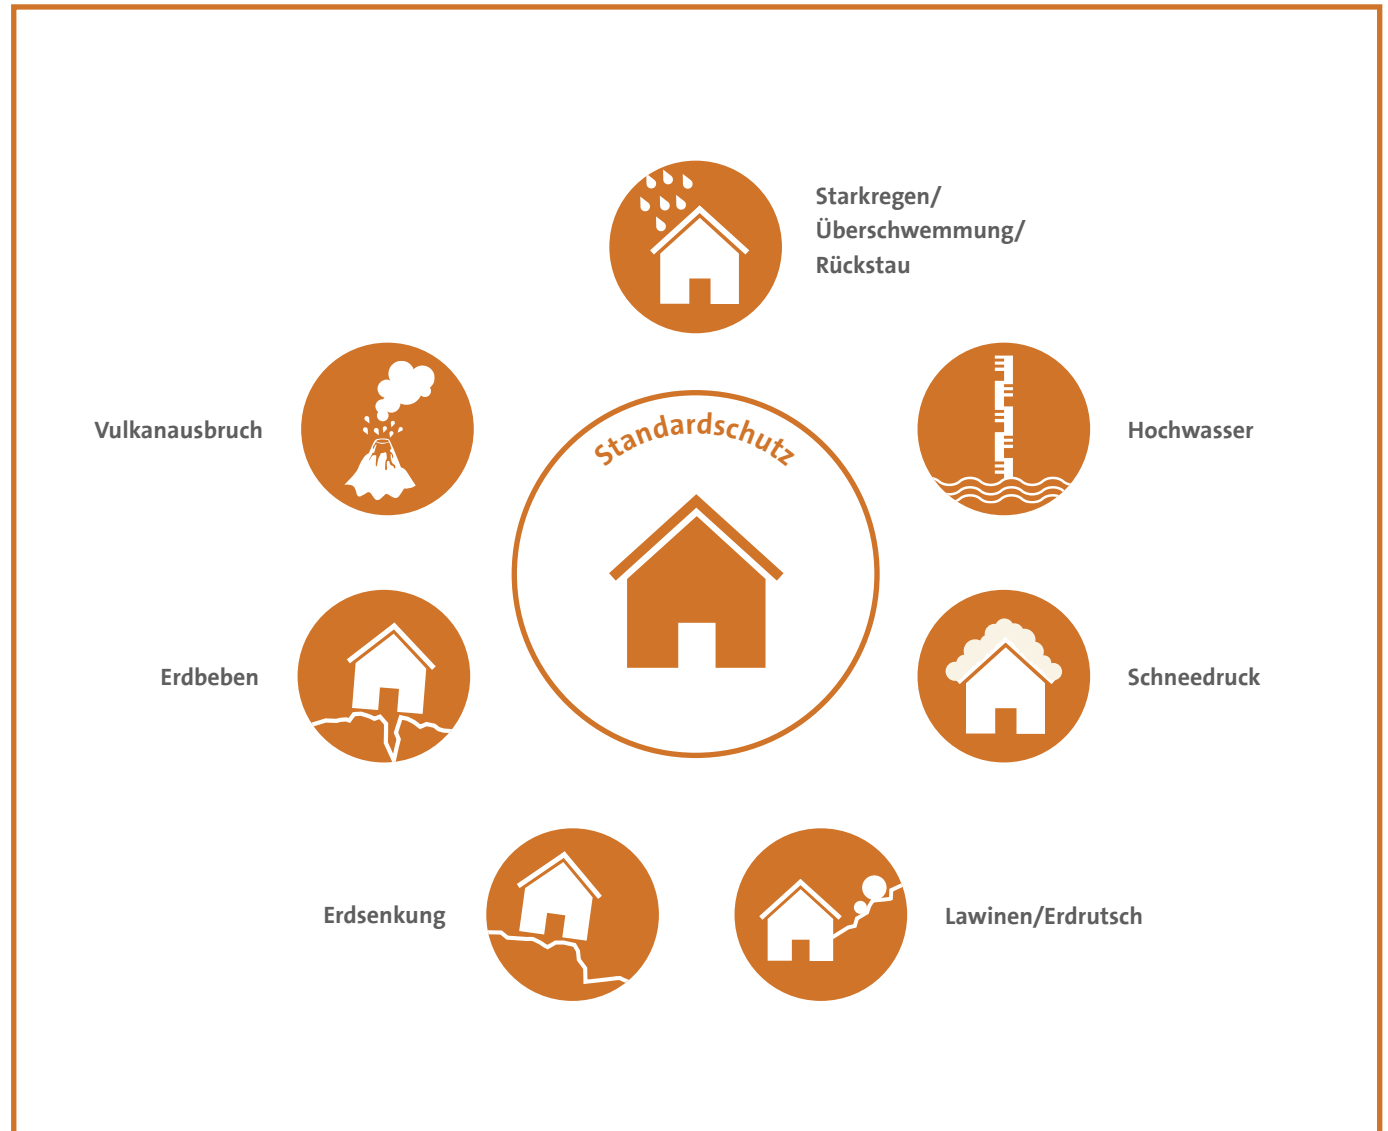 Starkregen/
Überschwemmung/
Rückstau
Vulkanausbruch
Standardschutz
Hochwasser
Erdbeben
Schneedruck
Erdsenkung
Lawinen/Erdrutsch